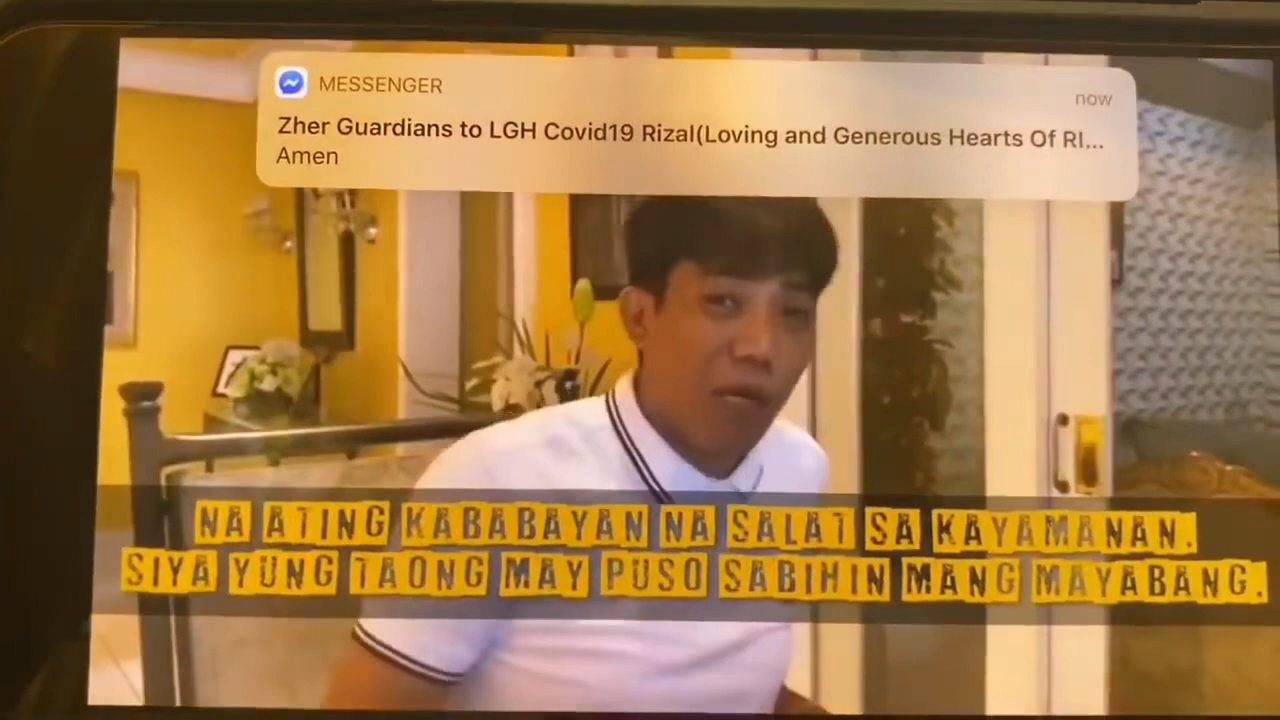 MESSENGER
now
Zher Guardians to LGH Covid19 Rizal(Loving and Generous Hearts Of RI...
Amen
NA ATING KABABAYAN NA SALAT SA KAYAMANAN.
SIYA YUNG TAONG MAY PUSO SABIHIN MANG MAYABANG.